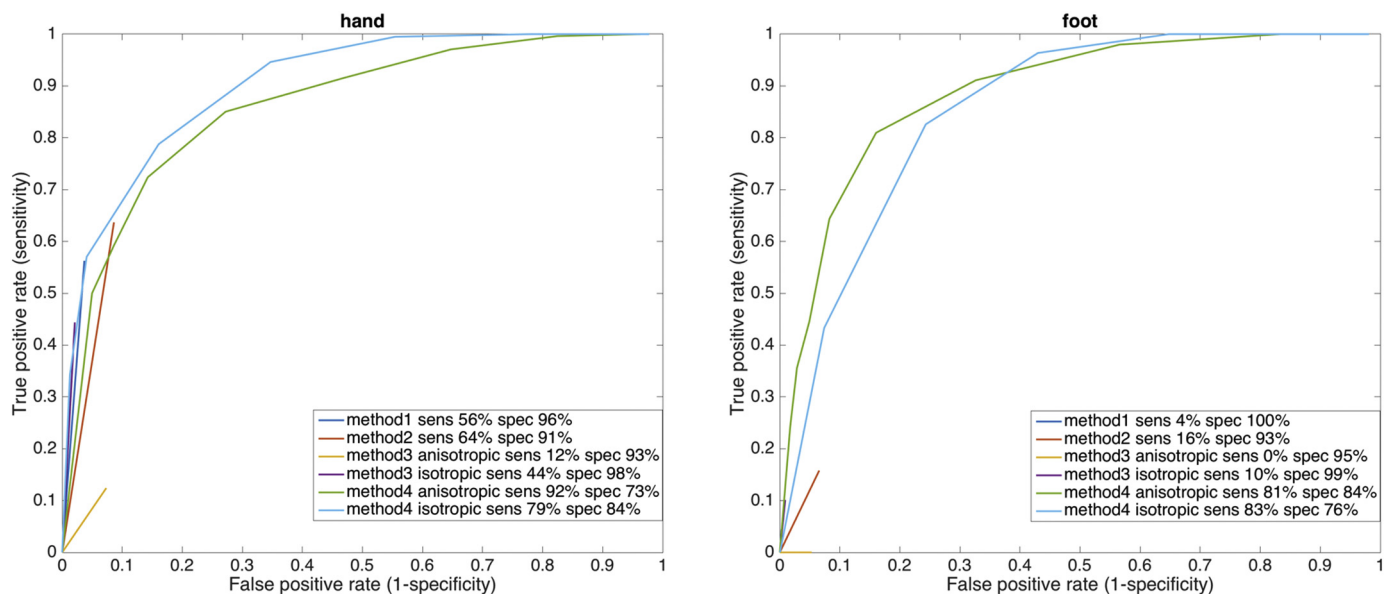 hand
True positive rate (sensitivity)
1
0.9
0.8
0.7
0.6
0.5
0.4
0.3
0.2
0.1
0
method1 sens 56% spec 96%
method2 sens 64% spec 91%
method3 anisotropic sens 12% spec 93%
method3 isotropic sens 44% spec 98%
method4 anisotropic sens 92% spec 73%
method4 isotropic sens 79% spec 84%
0 0.1 0.2 0.3 0.4 0.5 0.6 0.7 0.8 0.9 1
False positive rate (1-specificity)
foot
True positive rate (sensitivity)
1
0.9
0.8
0.7
0.6
0.5
0.4
0.3
0.2
0.1
0
method1 sens 4% spec 100%
method2 sens 16% spec 93%
method3 anisotropic sens 0% spec 95%
method3 isotropic sens 10% spec 99%
method4 anisotropic sens 81% spec 84%
method4 isotropic sens 83% spec 76%
0 0.1 0.2 0.3 0.4 0.5 0.6 0.7 0.8 0.9 1
False positive rate (1-specificity)